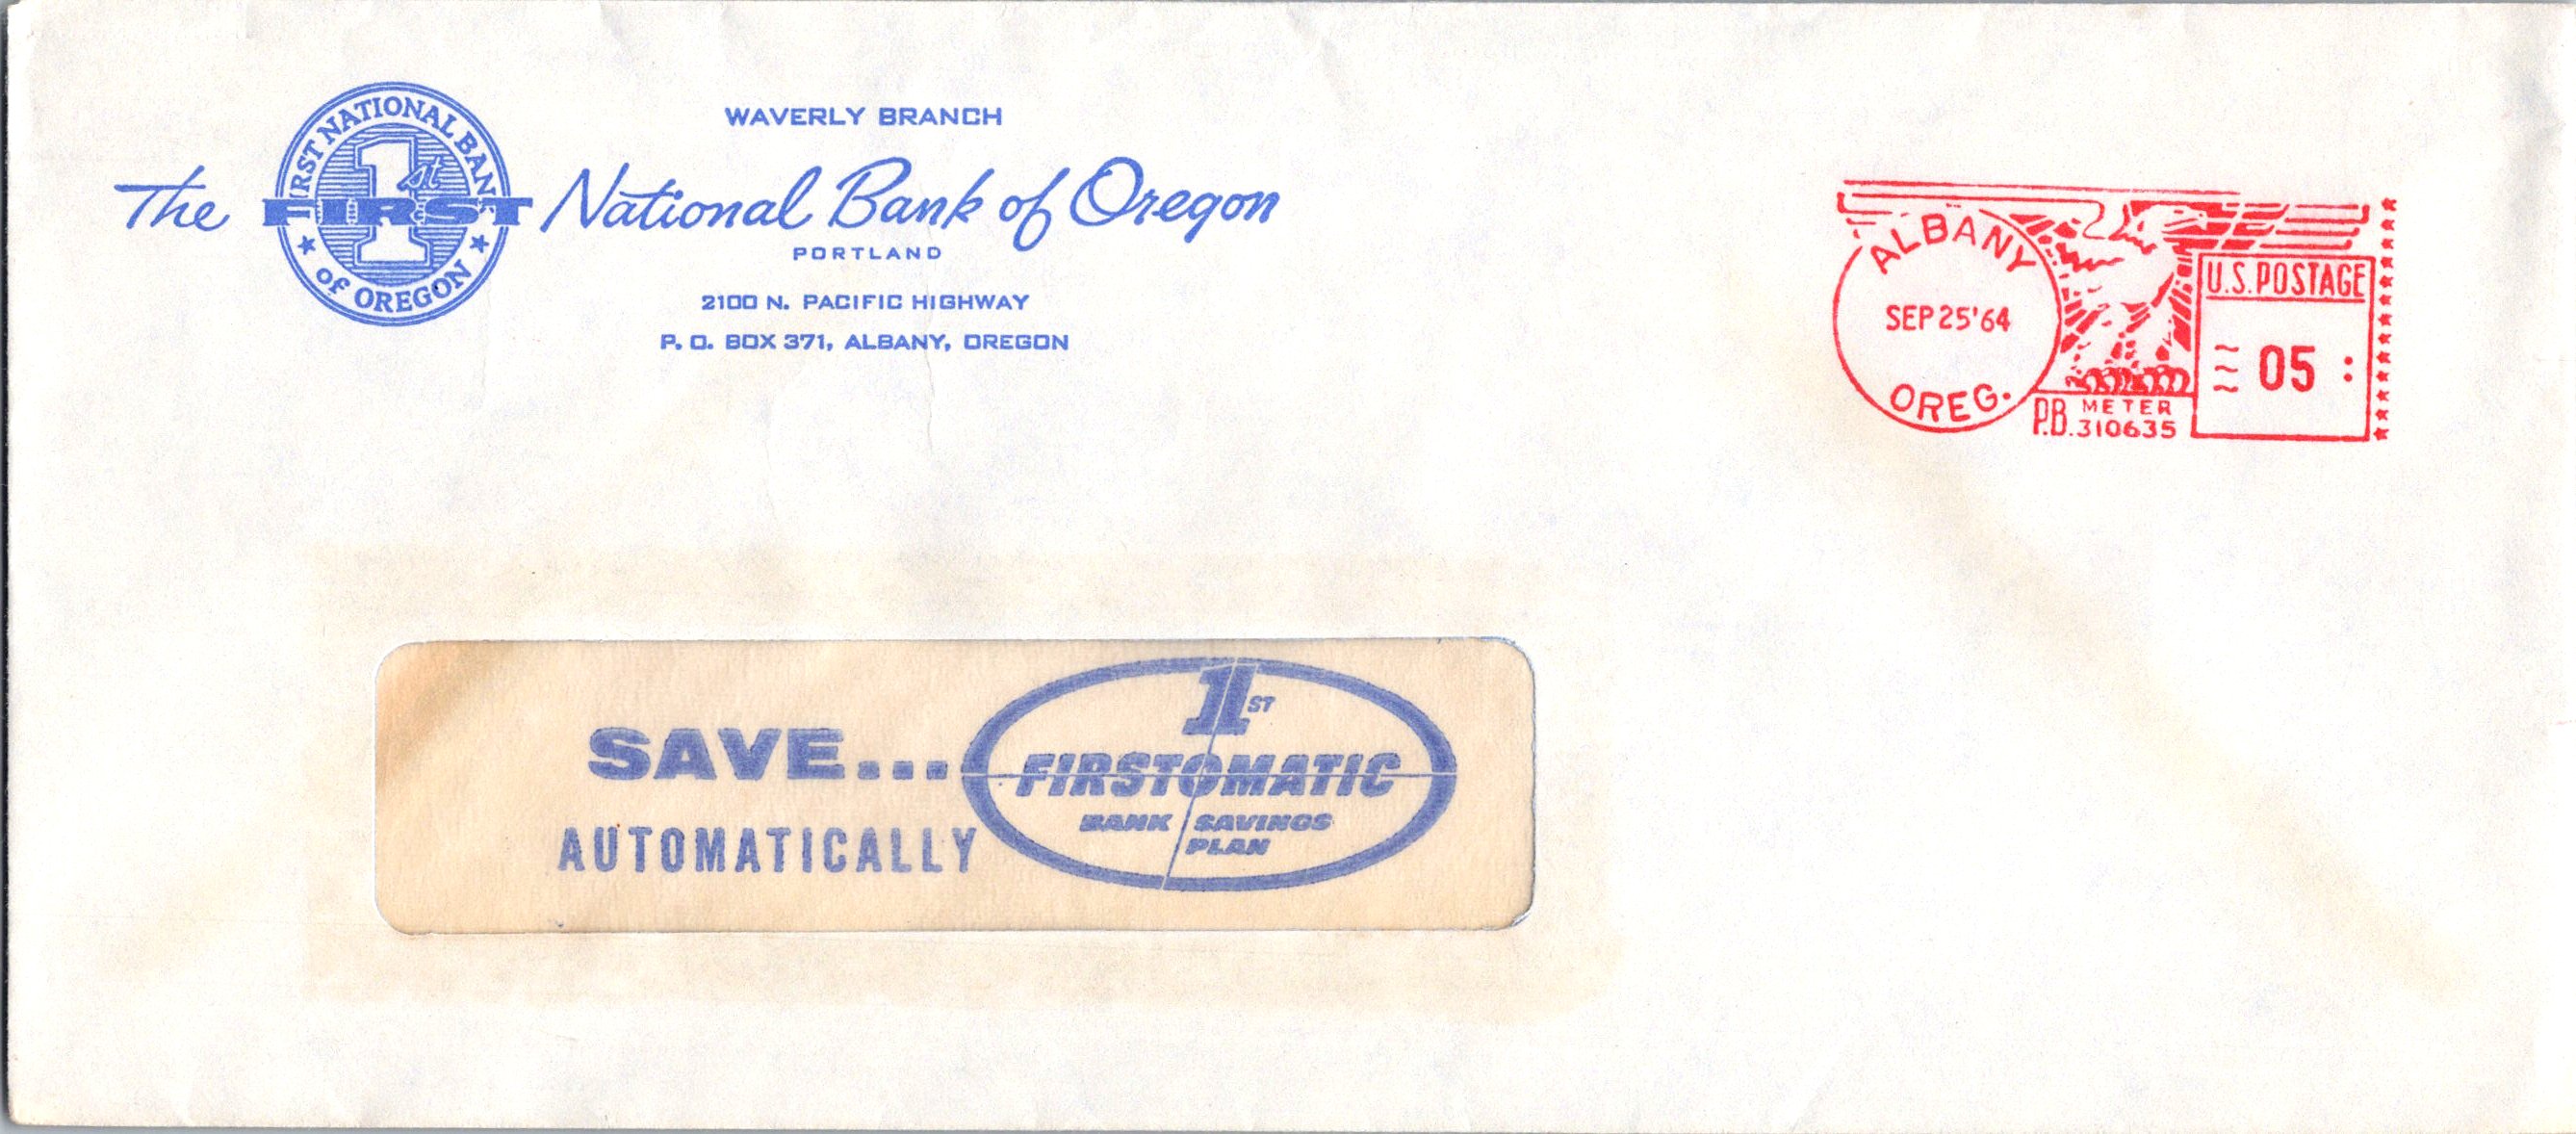 WAVERLY BRANCH
The FIRST National Bank of Oregon
FIRST NATIONAL BANK
1st
of OREGON
PORTLAND
2100 N. PACIFIC HIGHWAY
P. O. BOX 371, ALBANY, OREGON
ALBANY
SEP 25 '64
OREG.
U.S. POSTAGE
05
P.B. METER
310635
SAVE...
AUTOMATICALLY
1ST
FIRSTOMATIC
BANK SAVINGS
PLAN